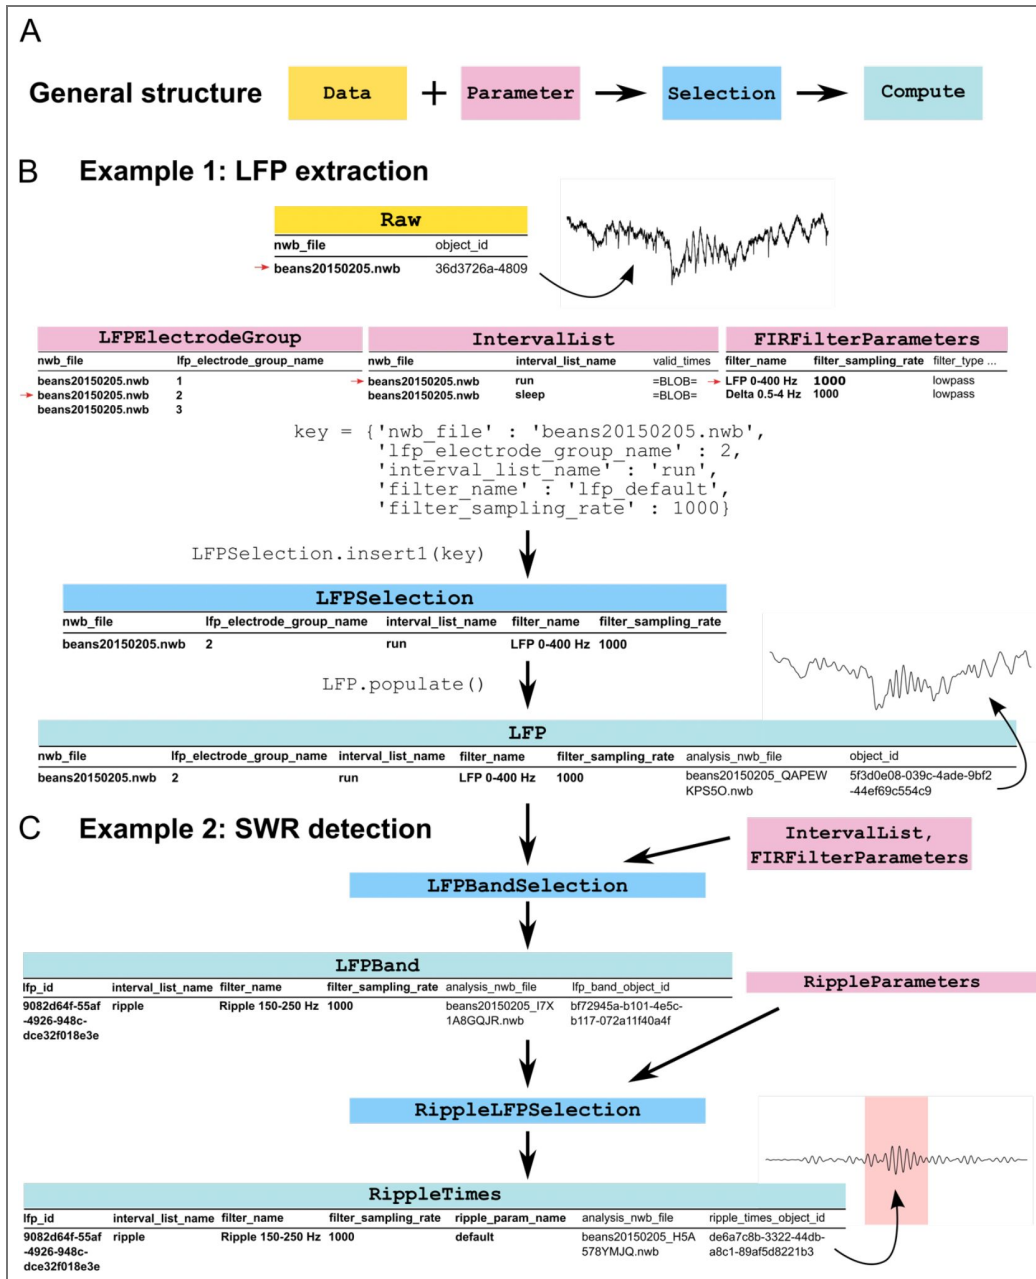 A
General structure Data + Parameter Selection Compute
B Example 1: LFP extraction
Raw
nwb_file object_id
beans20150205.nwb 36d3726a-4809
LFPElectrodeGroup IntervalList FIRFilterParameters
nwb_file lfp_electrode_group_name nwb_file interval_list_name valid_times filter_name filter_sampling_rate filter_type ...
beans20150205.nwb 1 beans20150205.nwb run =BLOB= LFP 0-400 Hz 1000 lowpass
beans20150205.nwb 2 beans20150205.nwb sleep =BLOB= Delta 0.5-4 Hz 1000 lowpass
beans20150205.nwb 3
key = {'nwb_file' : 'beans20150205.nwb',
'lfp_electrode_group_name' : 2,
'interval_list_name' : 'run',
'filter_name' : 'lfp_default',
'filter_sampling_rate' : 1000}
LFPSelection.insert1(key)
LFPSelection
nwb_file lfp_electrode_group_name interval_list_name filter_name filter_sampling_rate
beans20150205.nwb 2 run LFP 0-400 Hz 1000
LFP.populate()
LFP
nwb_file lfp_electrode_group_name interval_list_name filter_name filter_sampling_rate analysis_nwb_file object_id
beans20150205.nwb 2 run LFP 0-400 Hz 1000 beans20150205_QAPEW 5f3d0e08-039c-4ade-9bf2
KPS5O.nwb -44ef69c554c9
C Example 2: SWR detection
IntervalList,
FIRFilterParameters
LFPBandSelection
LFPBand
lfp_id interval_list_name filter_name filter_sampling_rate analysis_nwb_file lfp_band_object_id
9082d64f-55af ripple Ripple 150-250 Hz 1000 beans20150205_I7X bf72945a-b101-4e5c-
-4926-948c- 1A8GQJR.nwb b117-072a11f40a4f
dce32f018e3e
RippleParameters
RippleLFPSelection
RippleTimes
lfp_id interval_list_name filter_name filter_sampling_rate ripple_param_name analysis_nwb_file ripple_times_object_id
9082d64f-55af ripple Ripple 150-250 Hz 1000 default beans20150205_H5A de6a7c8b-3322-44db-
-4926-948c- 578YMJQ.nwb a8c1-89af5d8221b3
dce32f018e3e